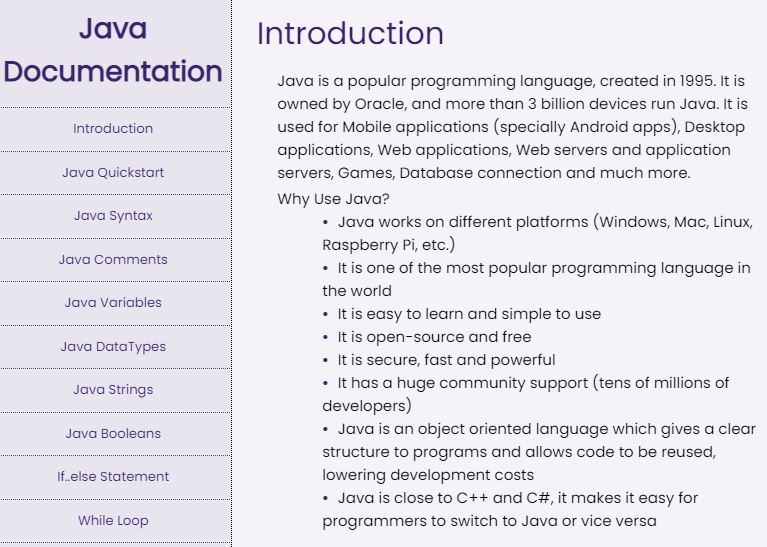 Java
Documentation
Introduction
Java Quickstart
Java Syntax
Java Comments
Java Variables
Java DataTypes
Java Strings
Java Booleans
If..else Statement
While Loop
Introduction
Java is a popular programming language, created in 1995. It is
owned by Oracle, and more than 3 billion devices run Java. It is
used for Mobile applications (specially Android apps), Desktop
applications, Web applications, Web servers and application
servers, Games, Database connection and much more.
Why Use Java?
• Java works on different platforms (Windows, Mac, Linux,
Raspberry Pi, etc.)
• It is one of the most popular programming language in
the world
• It is easy to learn and simple to use
• It is open-source and free
• It is secure, fast and powerful
• It has a huge community support (tens of millions of
developers)
• Java is an object oriented language which gives a clear
structure to programs and allows code to be reused,
lowering development costs
• Java is close to C++ and C#, it makes it easy for
programmers to switch to Java or vice versa